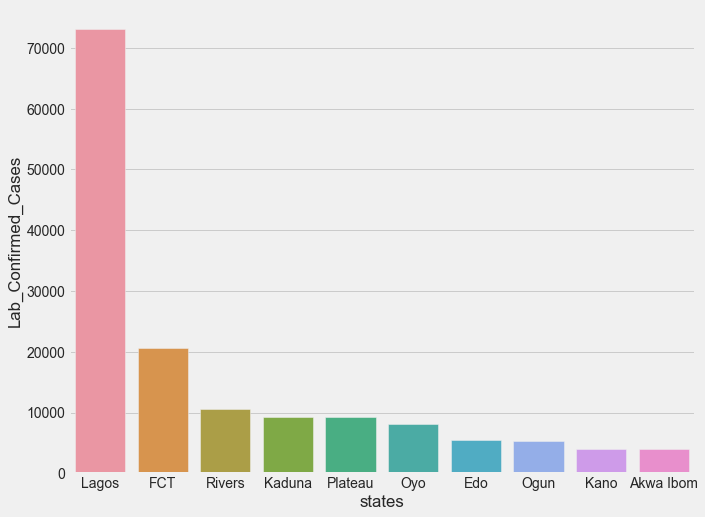 Lab_Confirmed_Cases
70000
60000
50000
40000
30000
20000
10000
0
Lagos FCT Rivers Kaduna Plateau Oyo Edo Ogun Kano Akwa Ibom
states